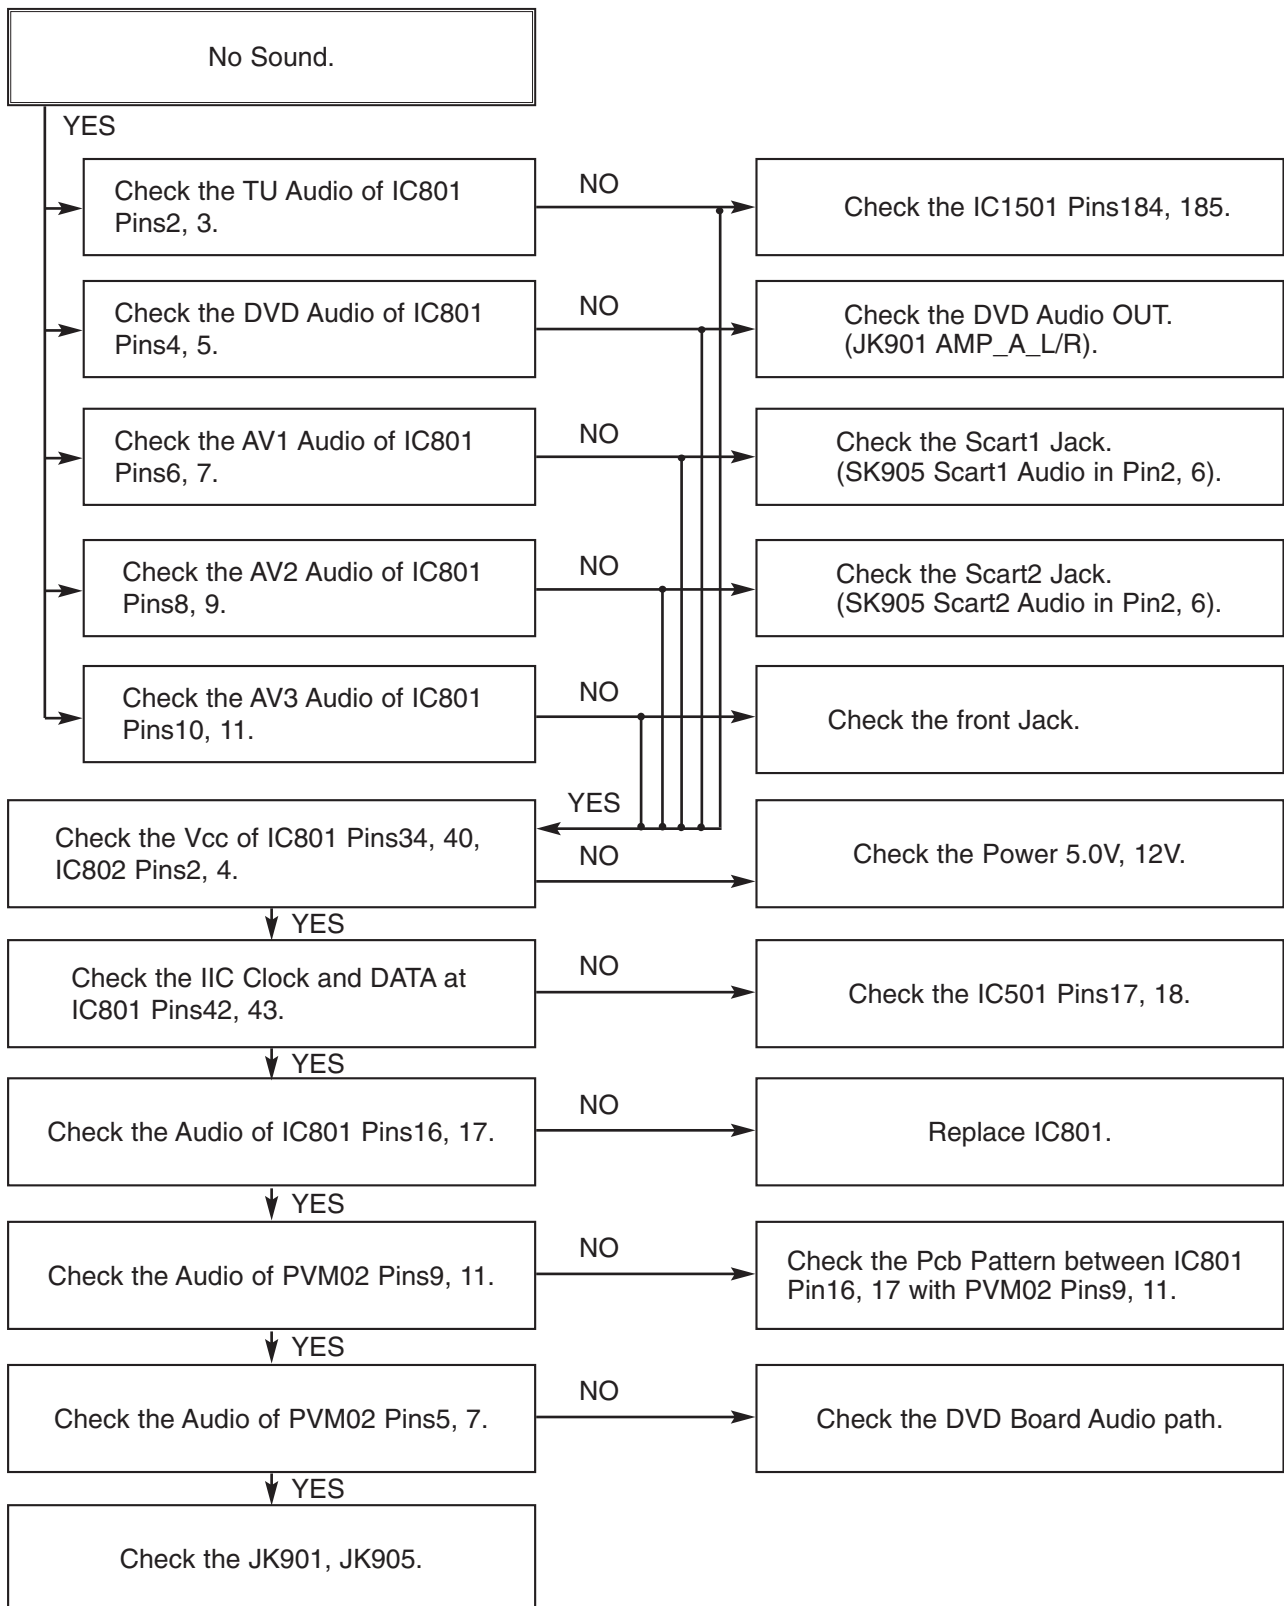 No Sound.
YES
Check the TU Audio of IC801
Pins2, 3.
NO
Check the IC1501 Pins184, 185.
Check the DVD Audio of IC801
Pins4, 5.
NO
Check the DVD Audio OUT.
(JK901 AMP_A_L/R).
Check the AV1 Audio of IC801
Pins6, 7.
NO
Check the Scart1 Jack.
(SK905 Scart1 Audio in Pin2, 6).
Check the AV2 Audio of IC801
Pins8, 9.
NO
Check the Scart2 Jack.
(SK905 Scart2 Audio in Pin2, 6).
Check the AV3 Audio of IC801
Pins10, 11.
NO
Check the front Jack.
YES
Check the Vcc of IC801 Pins34, 40,
IC802 Pins2, 4.
NO
Check the Power 5.0V, 12V.
YES
Check the IIC Clock and DATA at
IC801 Pins42, 43.
NO
Check the IC501 Pins17, 18.
YES
Check the Audio of IC801 Pins16, 17.
NO
Replace IC801.
YES
Check the Audio of PVM02 Pins9, 11.
NO
Check the Pcb Pattern between IC801
Pin16, 17 with PVM02 Pins9, 11.
YES
Check the Audio of PVM02 Pins5, 7.
NO
Check the DVD Board Audio path.
YES
Check the JK901, JK905.